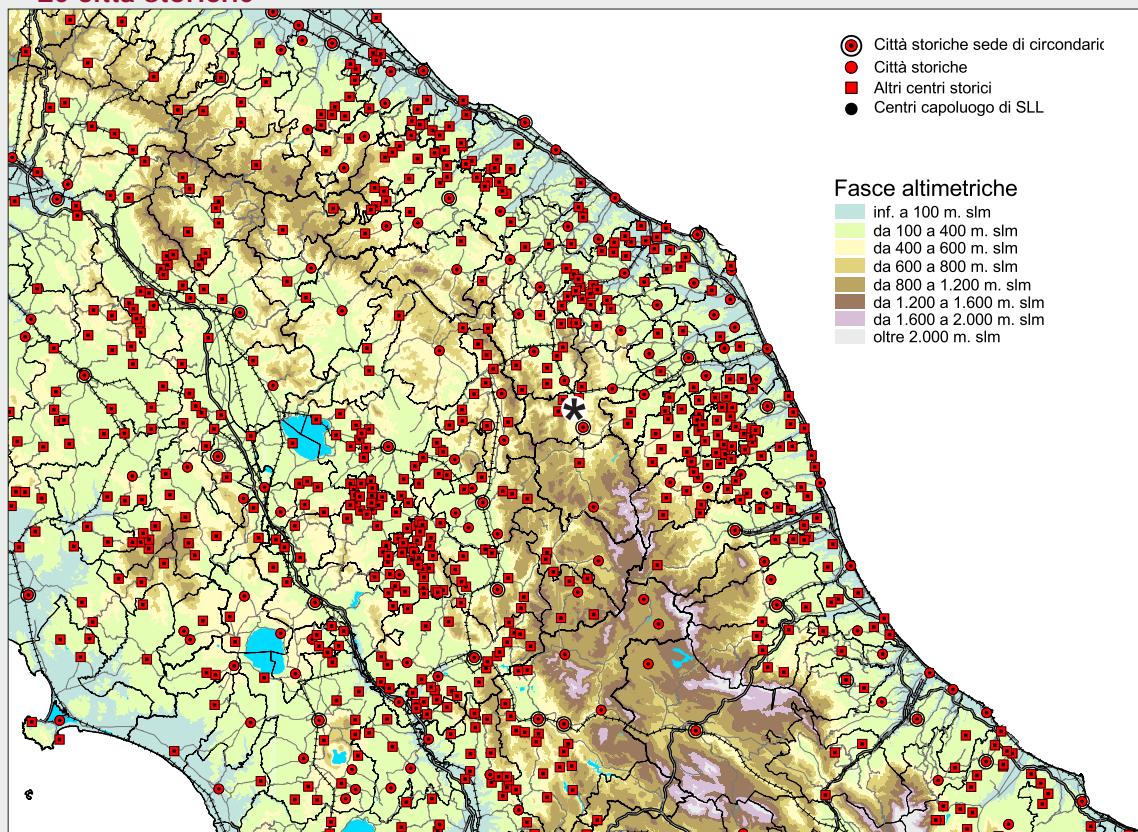 Città storiche sede di circondario
Città storiche
Altri centri storici
Centri capoluogo di SLL
Fasce altimetriche
inf. a 100 m. slm
da 100 a 400 m. slm
da 400 a 600 m. slm
da 600 a 800 m. slm
da 800 a 1.200 m. slm
da 1.200 a 1.600 m. slm
da 1.600 a 2.000 m. slm
oltre 2.000 m. slm
*